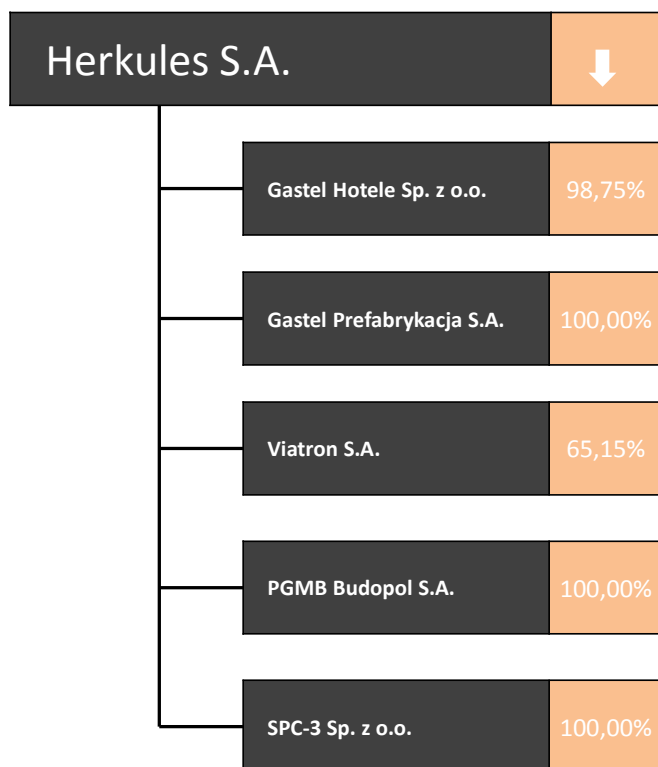 Herkules S.A.
Gastel Hotele Sp. z o.o.
98,75%
Gastel Prefabrykacja S.A.
100,00%
Viatron S.A.
65,15%
PGMB Budopol S.A.
100,00%
SPC-3 Sp. z o.o.
100,00%